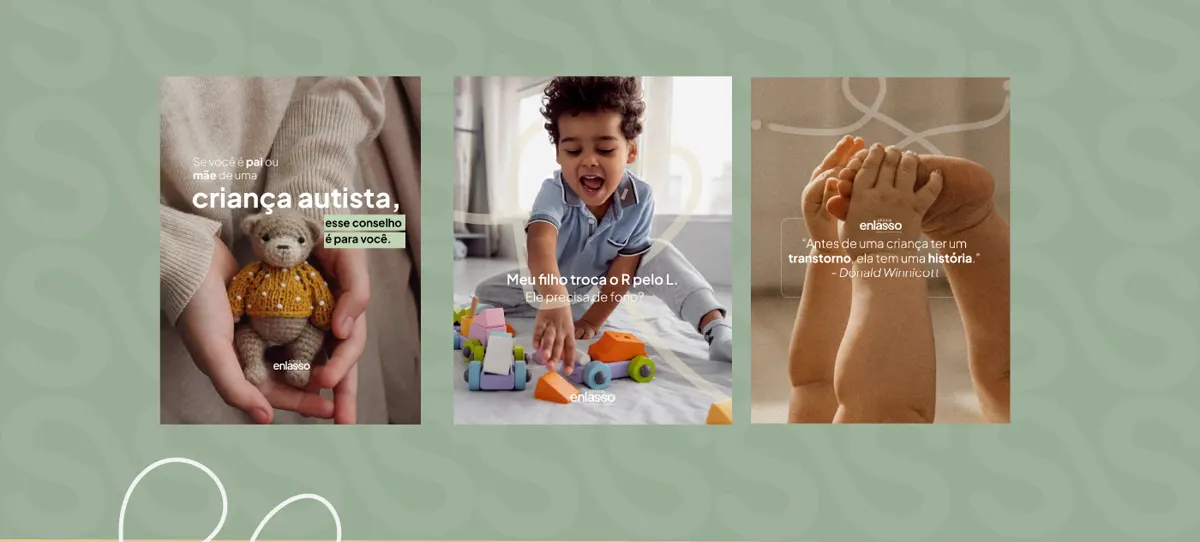 Se você é pai ou
mãe de uma
criança autista,
esse conselho
é para você.
enlasso
Meu filho troca o R pelo L.
Ele precisa de fono?
enlasso
enlasso
"Antes de uma criança ter um
transtorno, ela tem uma história."
- Donald Winnicott